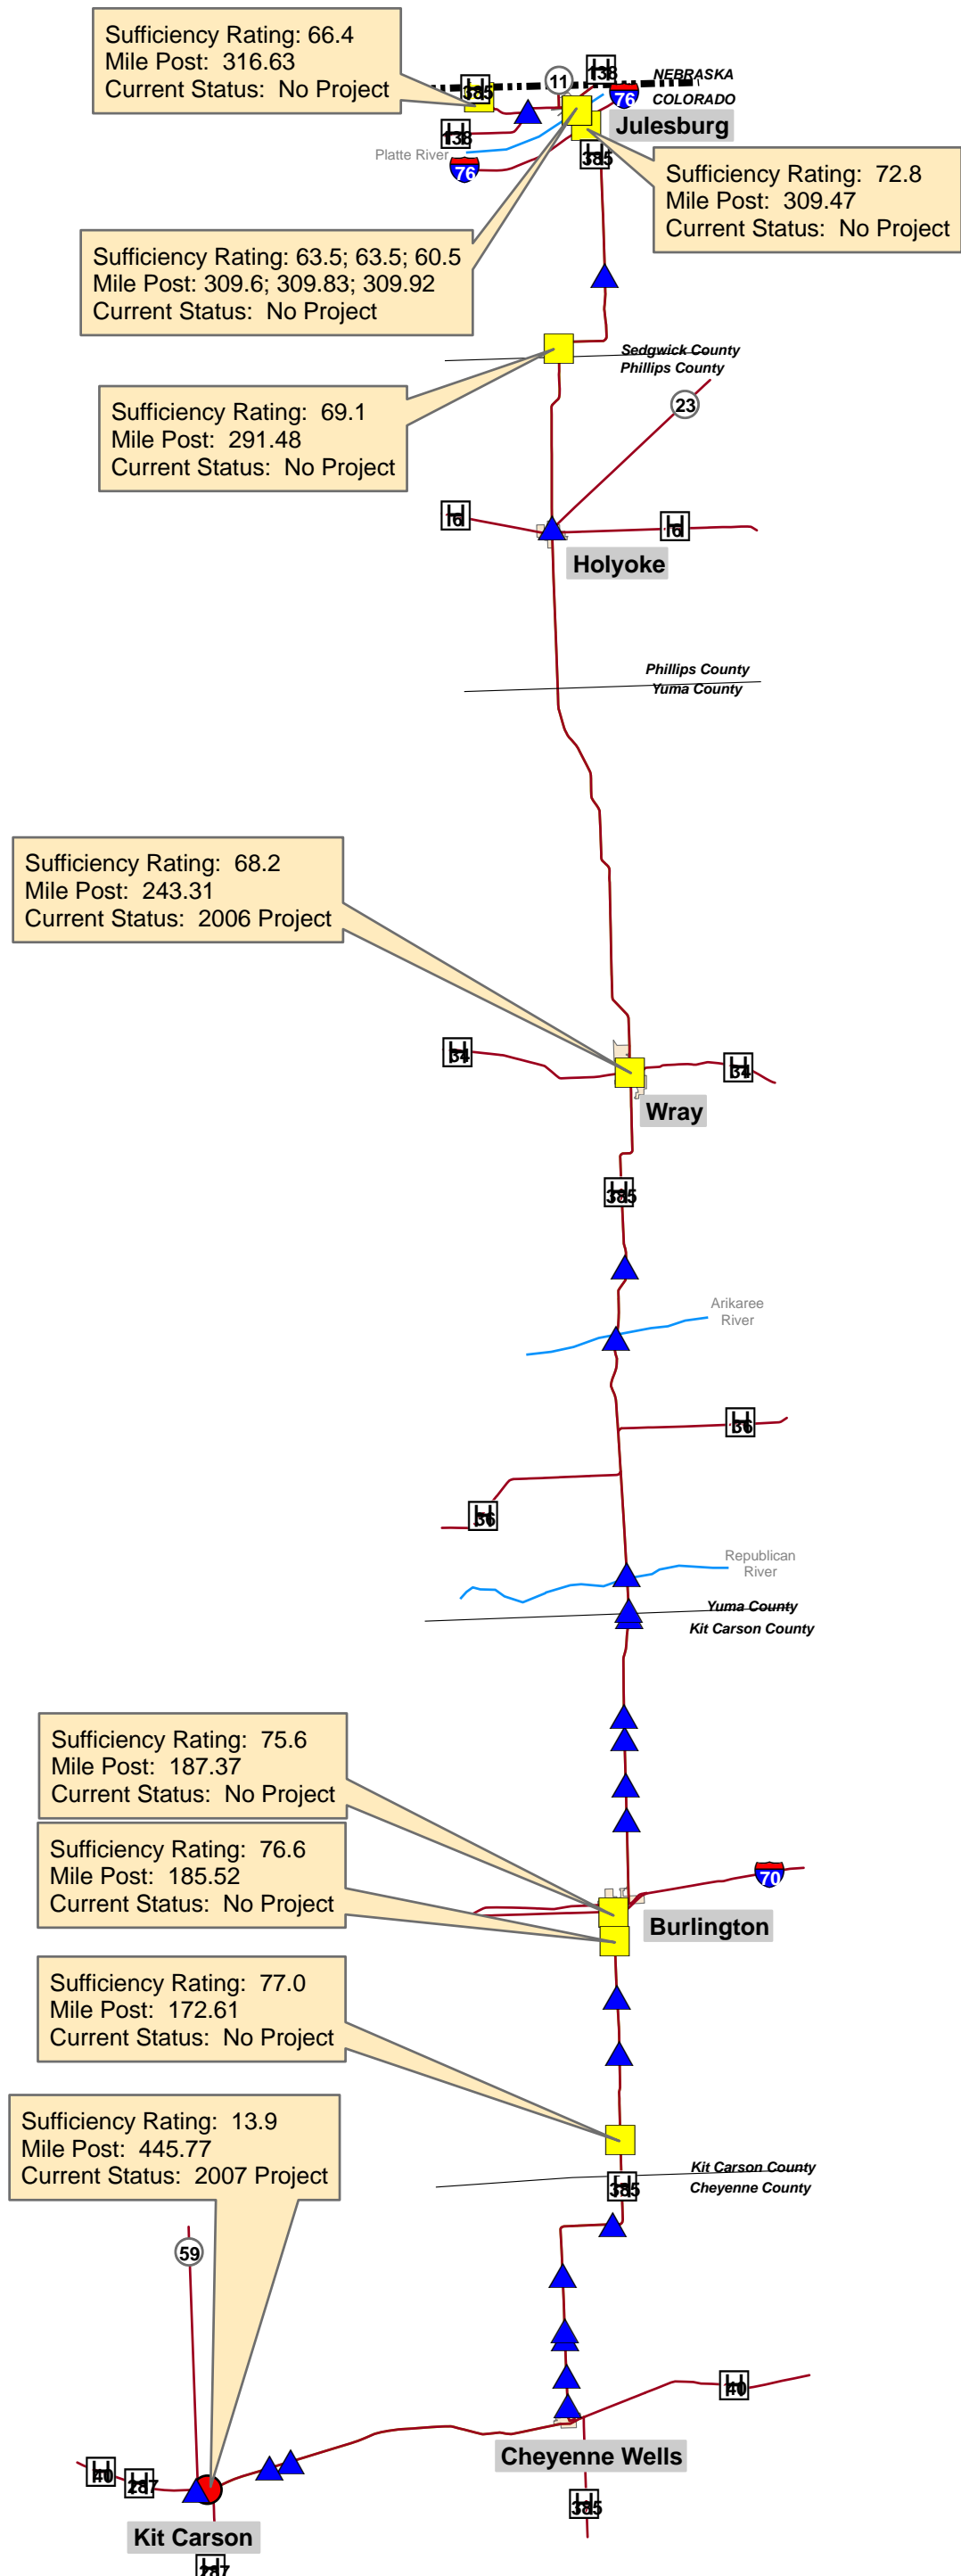 Sufficiency Rating: 66.4
Mile Post: 316.63
Current Status: No Project
H
385
11
H
138
NEBRASKA
COLORADO
76
Julesburg
H
138
Platte River
76
H
385
Sufficiency Rating: 72.8
Mile Post: 309.47
Current Status: No Project
Sufficiency Rating: 63.5; 63.5; 60.5
Mile Post: 309.6; 309.83; 309.92
Current Status: No Project
Sedgwick County
Phillips County
Sufficiency Rating: 69.1
Mile Post: 291.48
Current Status: No Project
23
H
6
H
6
Holyoke
Phillips County
Yuma County
Sufficiency Rating: 68.2
Mile Post: 243.31
Current Status: 2006 Project
H
34
H
34
Wray
H
385
Arikaree
River
H
36
H
36
Republican
River
Yuma County
Kit Carson County
Sufficiency Rating: 75.6
Mile Post: 187.37
Current Status: No Project
Sufficiency Rating: 76.6
Mile Post: 185.52
Current Status: No Project
70
Burlington
Sufficiency Rating: 77.0
Mile Post: 172.61
Current Status: No Project
Sufficiency Rating: 13.9
Mile Post: 445.77
Current Status: 2007 Project
Kit Carson County
Cheyenne County
H
385
59
H
40
Cheyenne Wells
H
40
H
287
H
385
Kit Carson
H
287